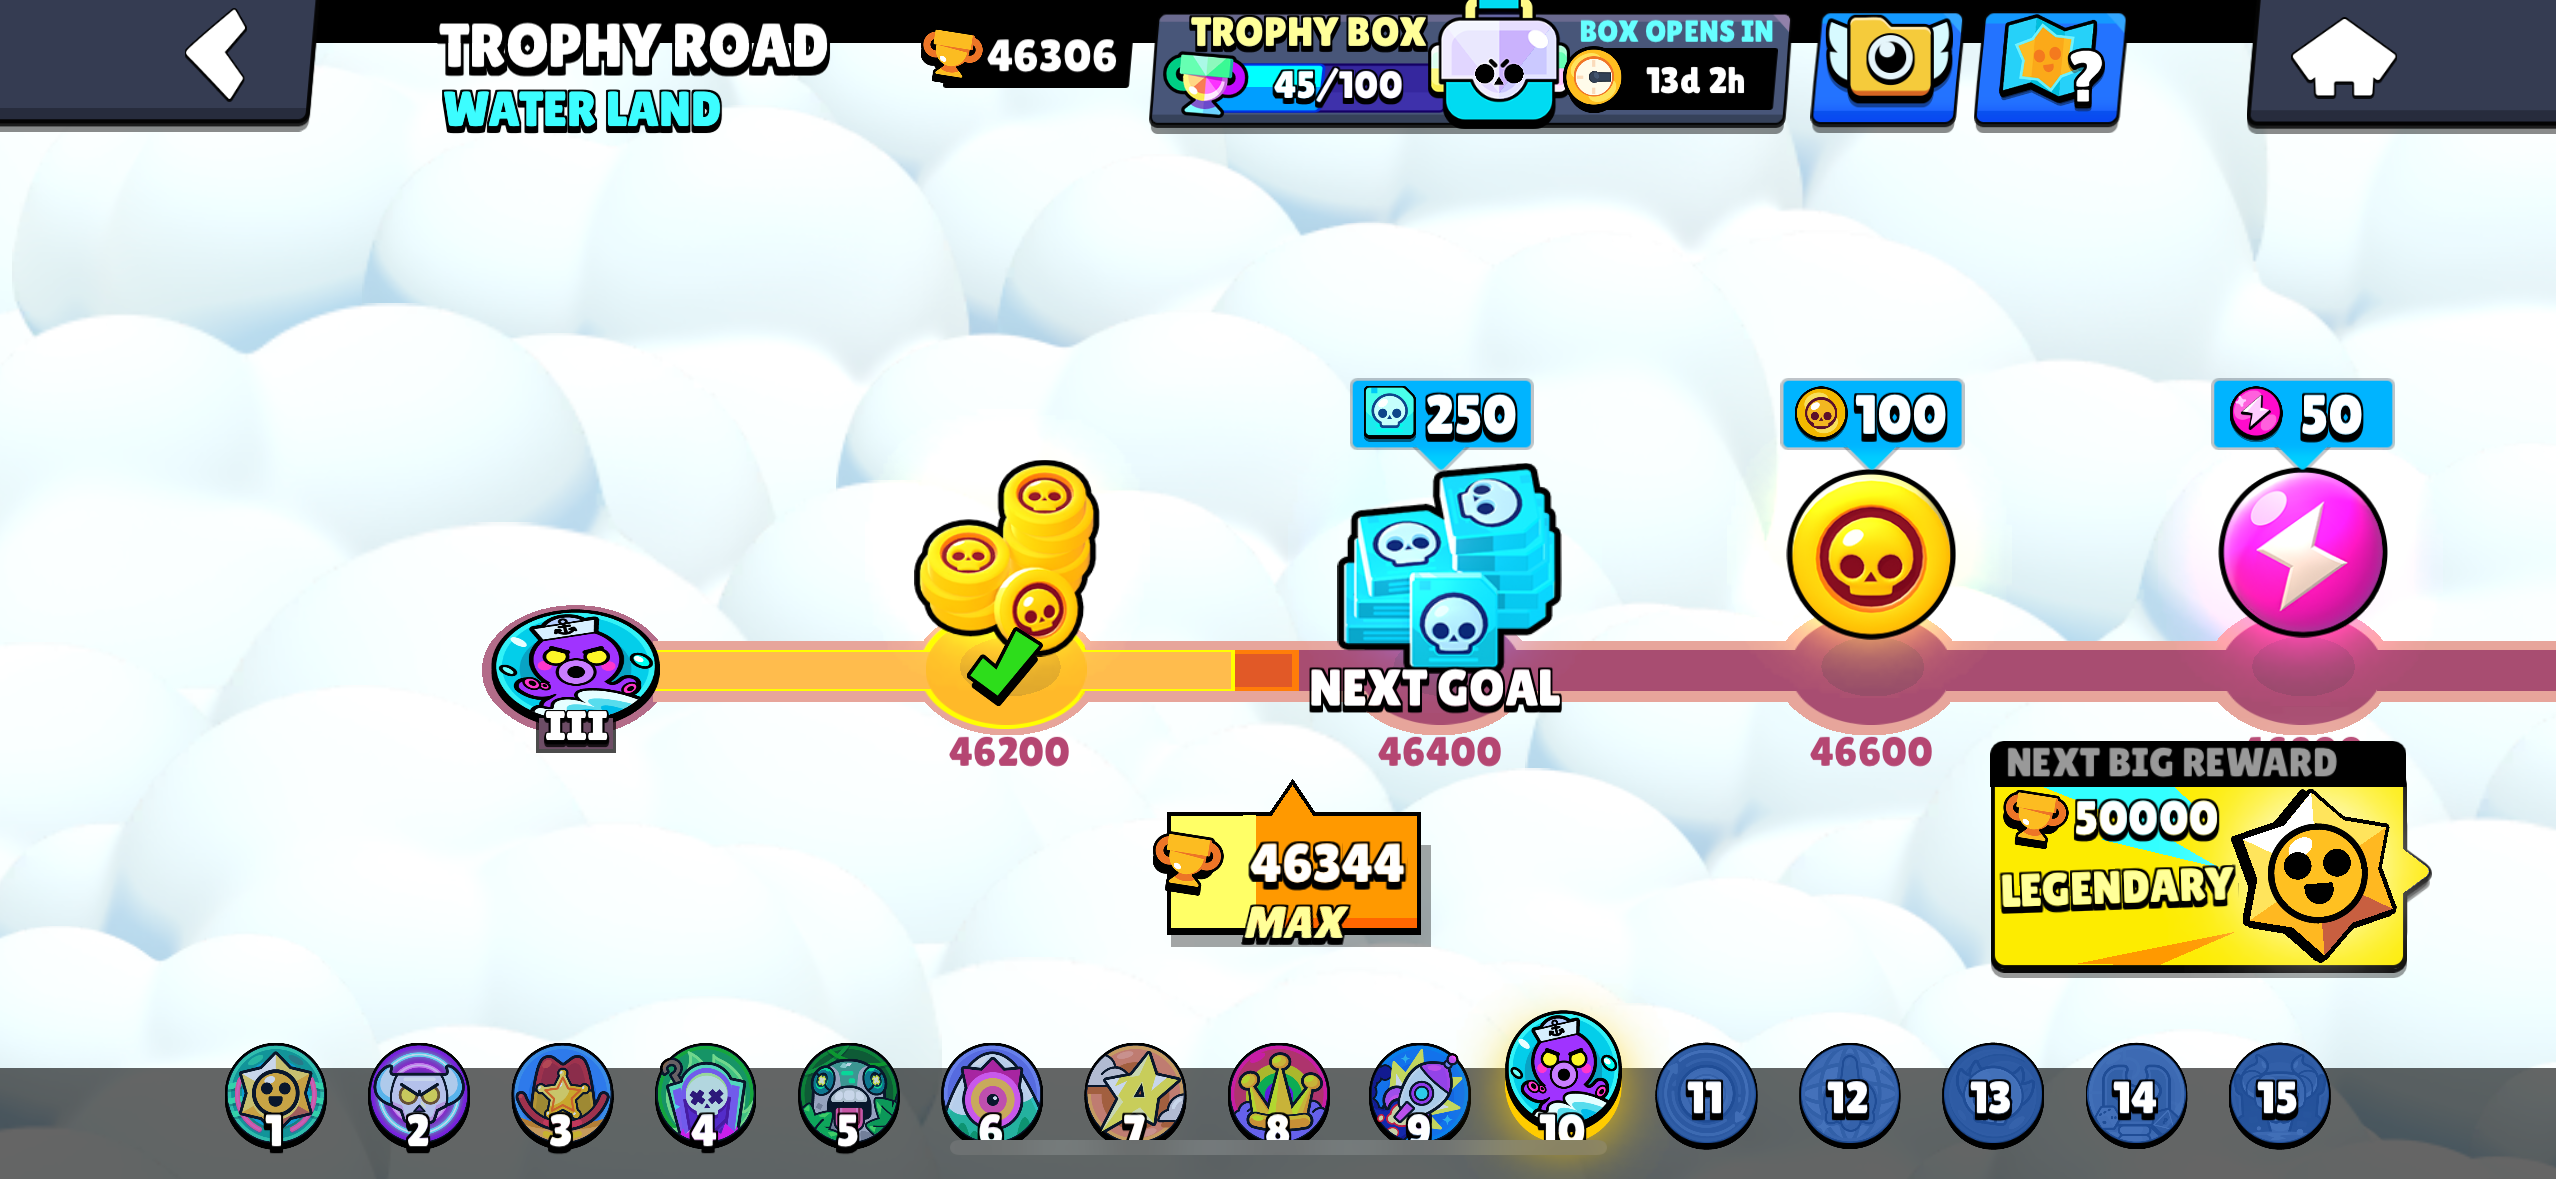 TROPHY ROAD
WATER LAND
46306
TROPHY BOX
45/100
BOX OPENS IN
13d 2h
?
250
100
50
III
NEXT GOAL
46200
46400
46600
46344
MAX
NEXT BIG REWARD
50000
LEGENDARY
1
2
3
4
5
6
7
8
9
10
11
12
13
14
15